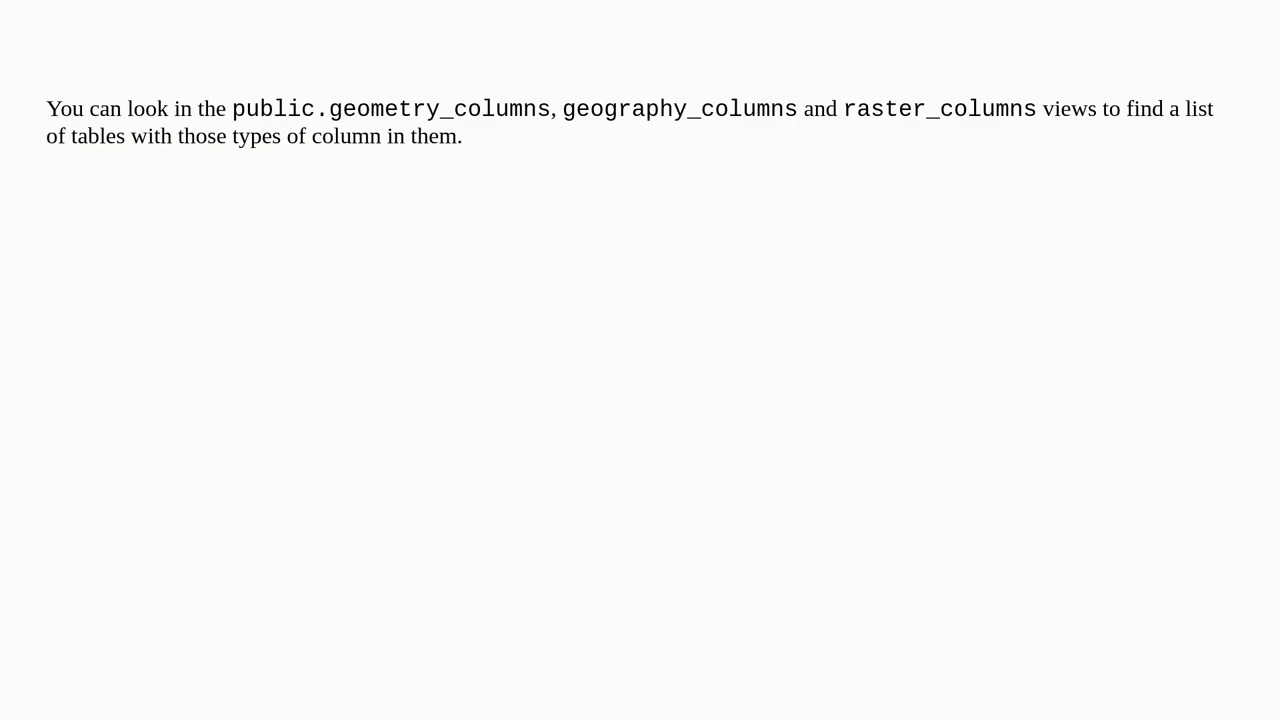 You can look in the public.geometry_columns, geography_columns and raster_columns views to find a list
of tables with those types of column in them.